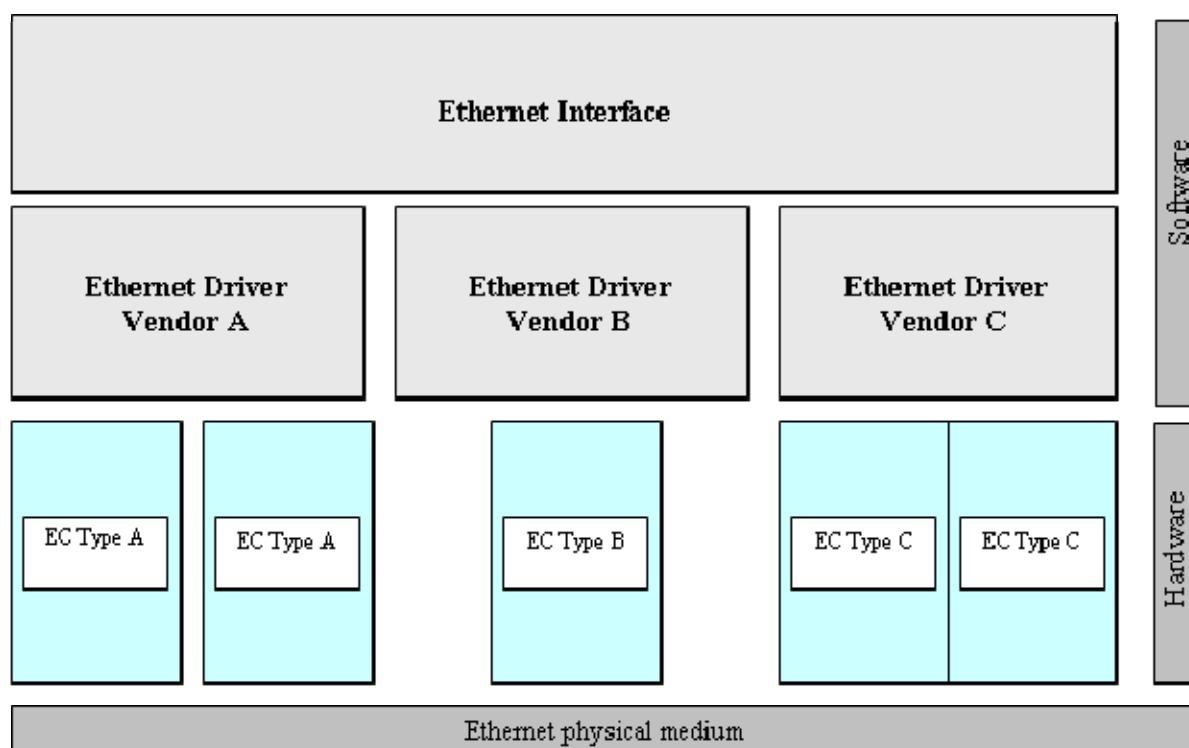 Ethernet Interface
Software
Ethernet Driver
Vendor A
Ethernet Driver
Vendor B
Ethernet Driver
Vendor C
EC Type A
EC Type A
EC Type B
EC Type C
EC Type C
Hardware
Ethernet physical medium